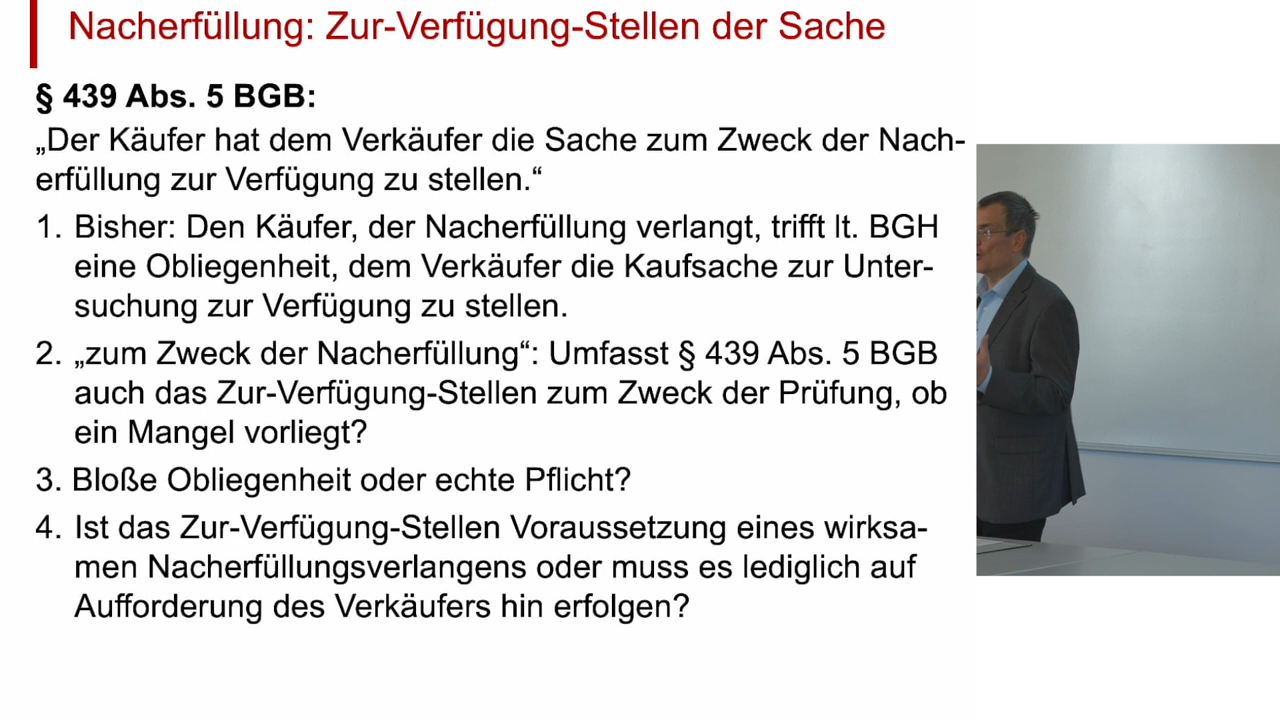 Nacherfüllung: Zur-Verfügung-Stellen der Sache
§ 439 Abs. 5 BGB:
„Der Käufer hat dem Verkäufer die Sache zum Zweck der Nach-
erfüllung zur Verfügung zu stellen.“
1. Bisher: Den Käufer, der Nacherfüllung verlangt, trifft lt. BGH
eine Obliegenheit, dem Verkäufer die Kaufsache zur Unter-
suchung zur Verfügung zu stellen.
2. „zum Zweck der Nacherfüllung“: Umfasst § 439 Abs. 5 BGB
auch das Zur-Verfügung-Stellen zum Zweck der Prüfung, ob
ein Mangel vorliegt?
3. Bloße Obliegenheit oder echte Pflicht?
4. Ist das Zur-Verfügung-Stellen Voraussetzung eines wirksa-
men Nacherfüllungsverlangens oder muss es lediglich auf
Aufforderung des Verkäufers hin erfolgen?